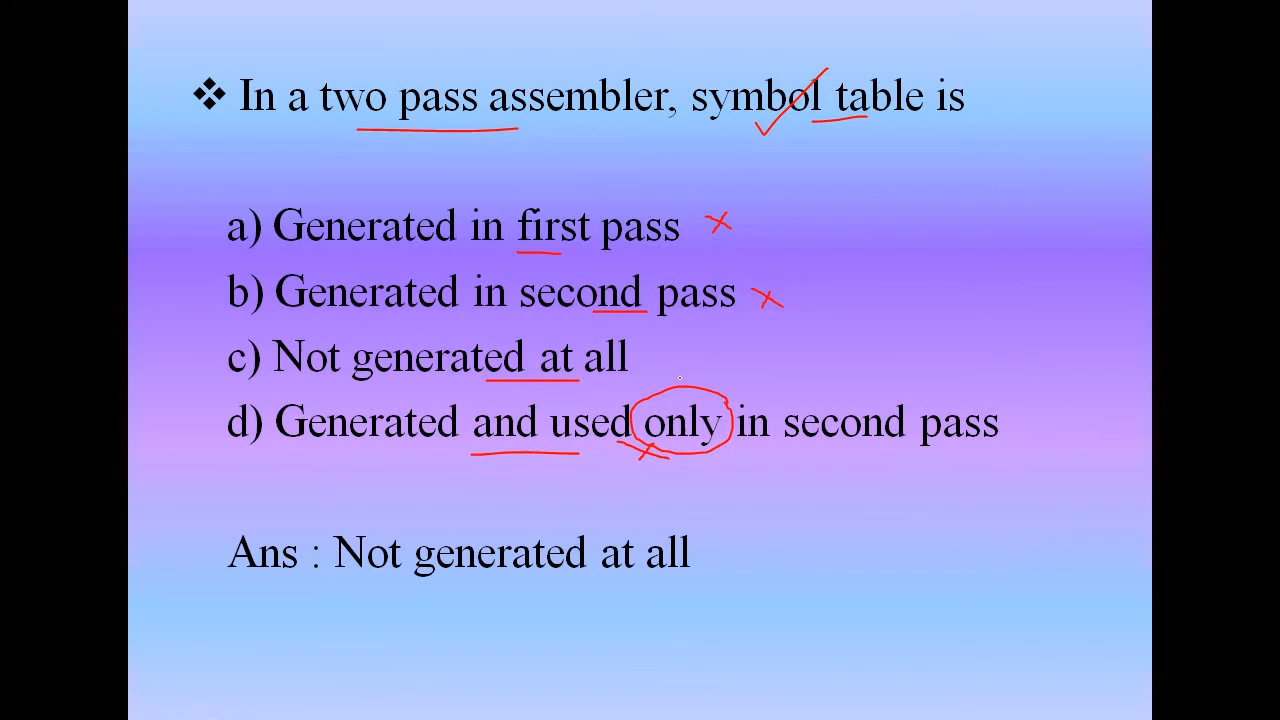 ❖ In a two pass assembler, symbol table is
a) Generated in first pass
b) Generated in second pass
c) Not generated at all
d) Generated and used only in second pass
Ans : Not generated at all